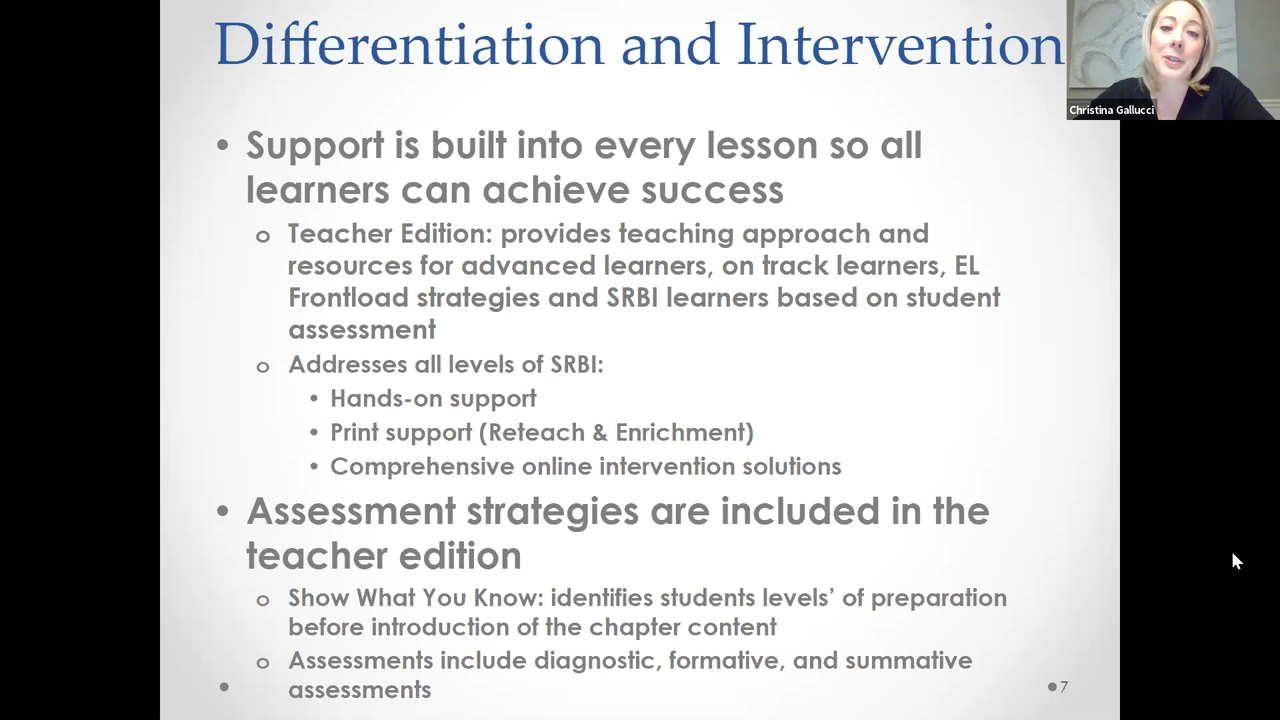 Differentiation and Intervention
Christina Gallucci
• Support is built into every lesson so all
learners can achieve success
o Teacher Edition: provides teaching approach and
resources for advanced learners, on track learners, EL
Frontload strategies and SRBI learners based on student
assessment
o Addresses all levels of SRBI:
• Hands-on support
• Print support (Reteach & Enrichment)
• Comprehensive online intervention solutions
• Assessment strategies are included in the
teacher edition
o Show What You Know: identifies students levels’ of preparation
before introduction of the chapter content
o Assessments include diagnostic, formative, and summative
assessments
• 7